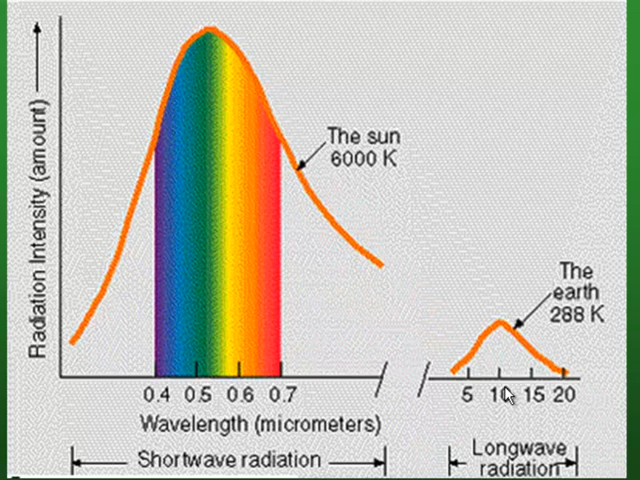 Radiation Intensity (amount)
The sun
6000 K
The
earth
288 K
0.4 0.5 0.6 0.7
5 10 15 20
Wavelength (micrometers)
Shortwave radiation
Longwave
radiation